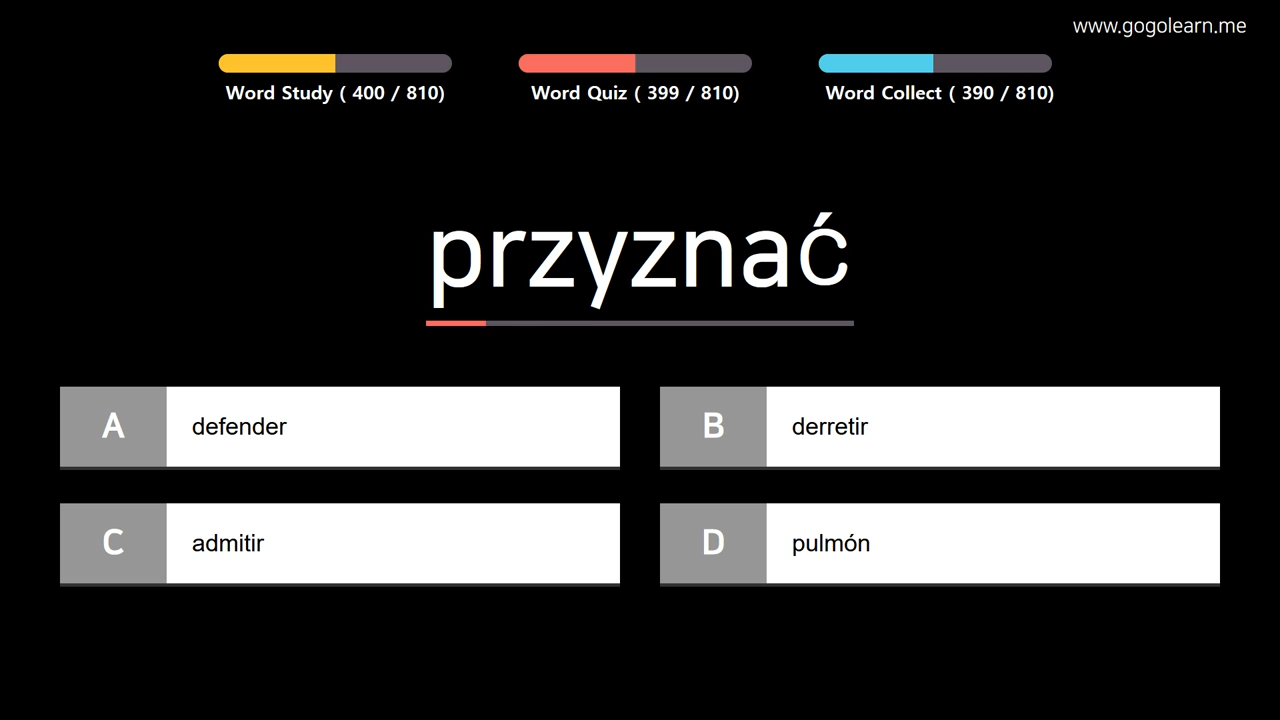 www.gogolearn.me
Word Study ( 400 / 810)
Word Quiz ( 399 / 810)
Word Collect ( 390 / 810)
przyznać
A defender
B derretir
C admitir
D pulmón